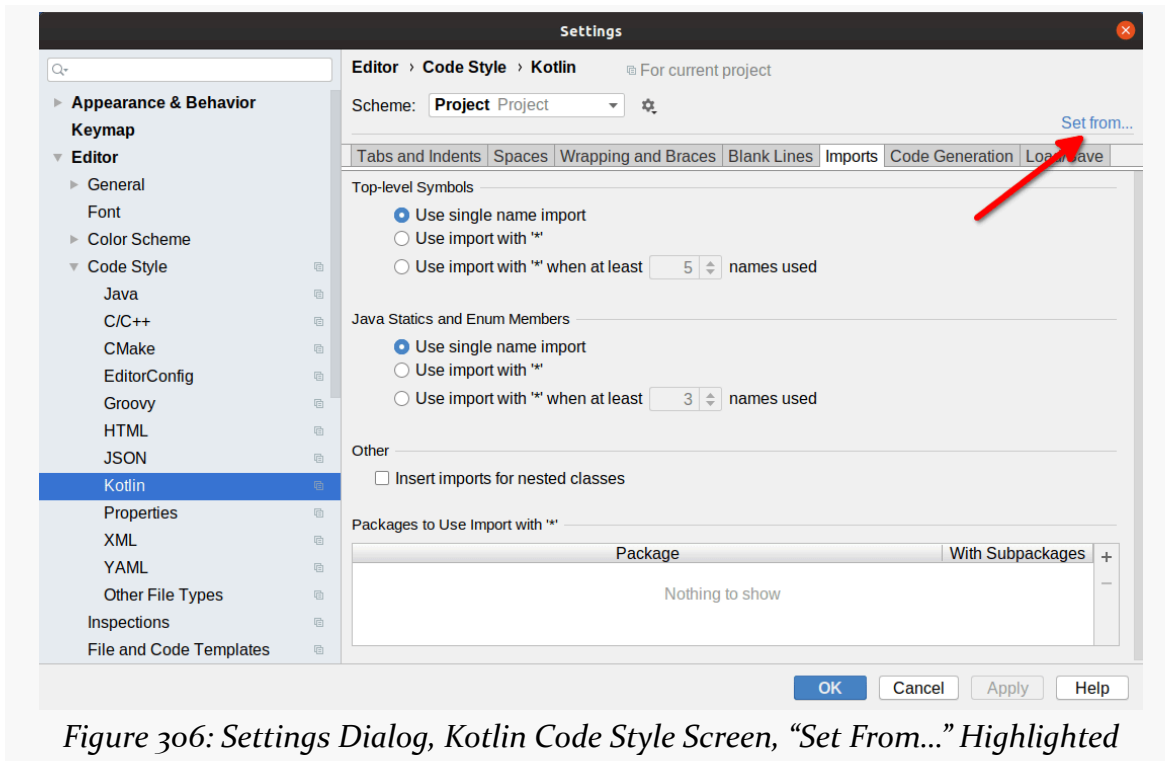 Settings
Editor › Code Style › Kotlin For current project
Scheme: Project Project
Set from...
Appearance & Behavior
Keymap
Editor
General
Font
Color Scheme
Code Style
Java
C/C++
CMake
EditorConfig
Groovy
HTML
JSON
Kotlin
Properties
XML
YAML
Other File Types
Inspections
File and Code Templates
Tabs and Indents Spaces Wrapping and Braces Blank Lines Imports Code Generation Load/Save
Top-level Symbols
Use single name import
Use import with '*'
Use import with '*' when at least 5 names used
Java Statics and Enum Members
Use single name import
Use import with '*'
Use import with '*' when at least 3 names used
Other
Insert imports for nested classes
Packages to Use Import with '*'
Package With Subpackages +
Nothing to show −
OK Cancel Apply Help
Figure 306: Settings Dialog, Kotlin Code Style Screen, “Set From…” Highlighted